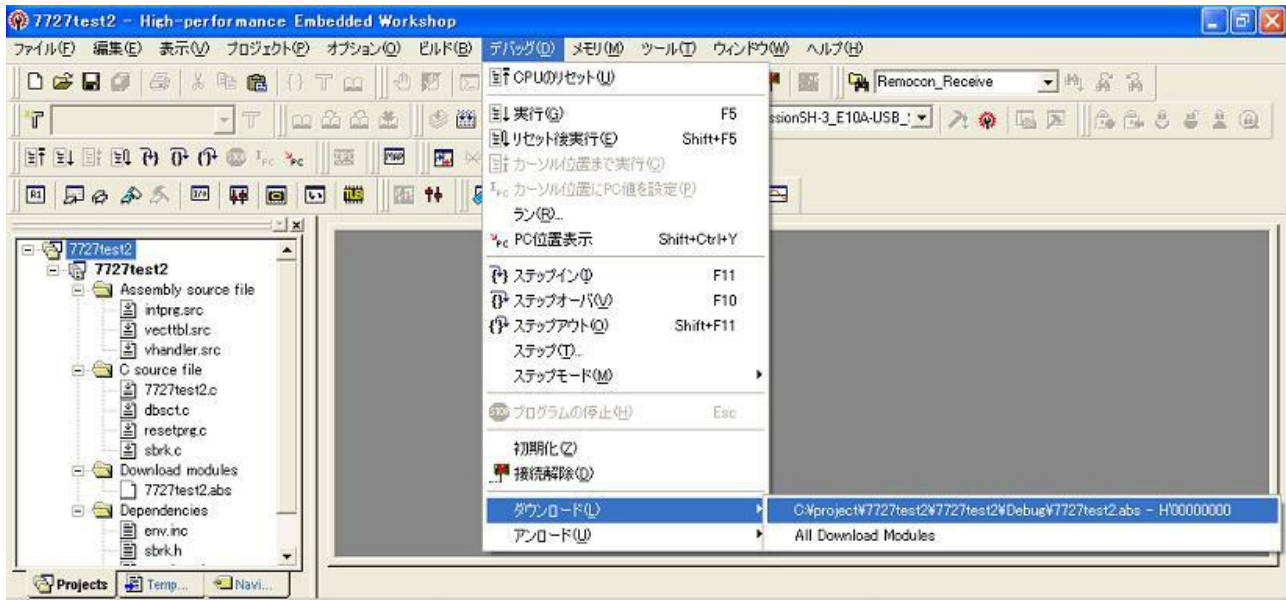 7727test2 - High-performance Embedded Workshop
ファイル(F) 編集(E) 表示(V) プロジェクト(P) オプション(O) ビルド(B) デバッグ(D) メモリ(M) ツール(T) ウィンドウ(W) ヘルプ(H)
Remocon_Receive
ssionSH-3_E10A-USB_
CPUのリセット(U)
実行(G) F5
リセット後実行(E) Shift+F5
カーソル位置まで実行(C)
カーソル位置にPC値を設定(P)
ラン(R)...
PC位置表示 Shift+Ctrl+Y
ステップイン(I) F11
ステップオーバ(V) F10
ステップアウト(O) Shift+F11
ステップ(T)...
ステップモード(M)
プログラムの停止(H) Esc
初期化(Z)
接続解除(D)
ダウンロード(L)
アンロード(U)
C:¥project¥7727test2¥7727test2¥Debug¥7727test2.abs - H'00000000
All Download Modules
7727test2
7727test2
Assembly source file
intprg.src
vecttbl.src
vhandler.src
C source file
7727test2.c
dbsct.c
resetprg.c
sbrk.c
Download modules
7727test2.abs
Dependencies
env.inc
sbrk.h
Projects Temp... Navi...